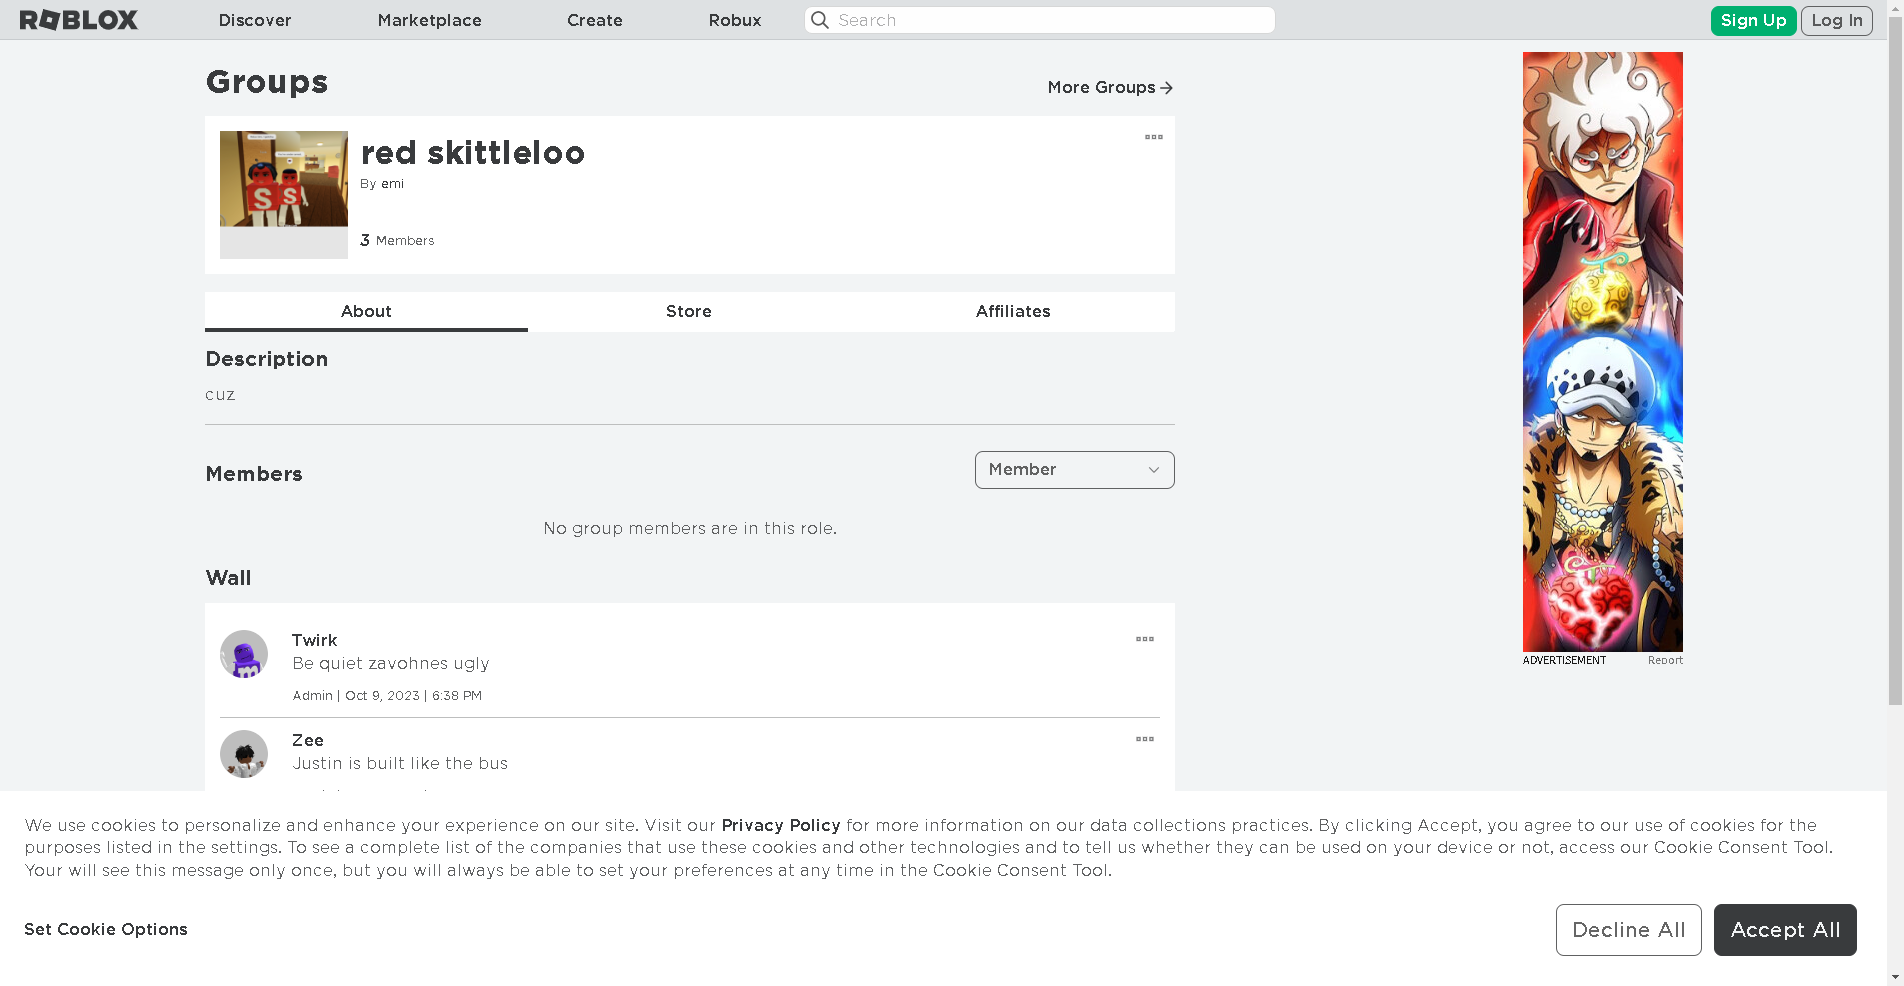 ROBLOX
Discover
Marketplace
Create
Robux
Search
Sign Up
Log In
Groups
More Groups
red skittleloo
By emi
3 Members
About
Store
Affiliates
Description
cuz
Members
Member
No group members are in this role.
Wall
Twirk
Be quiet zavohnes ugly
Admin | Oct 9, 2023 | 6:38 PM
Zee
Justin is built like the bus
ADVERTISEMENT
Report
We use cookies to personalize and enhance your experience on our site. Visit our Privacy Policy for more information on our data collections practices. By clicking Accept, you agree to our use of cookies for the
purposes listed in the settings. To see a complete list of the companies that use these cookies and other technologies and to tell us whether they can be used on your device or not, access our Cookie Consent Tool.
Your will see this message only once, but you will always be able to set your preferences at any time in the Cookie Consent Tool.
Set Cookie Options
Decline All
Accept All
S S